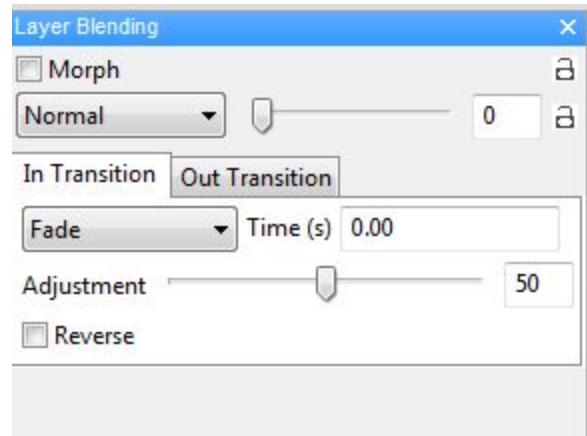 Layer Blending
Morph
Normal 0
In Transition Out Transition
Fade Time (s) 0.00
Adjustment 50
Reverse